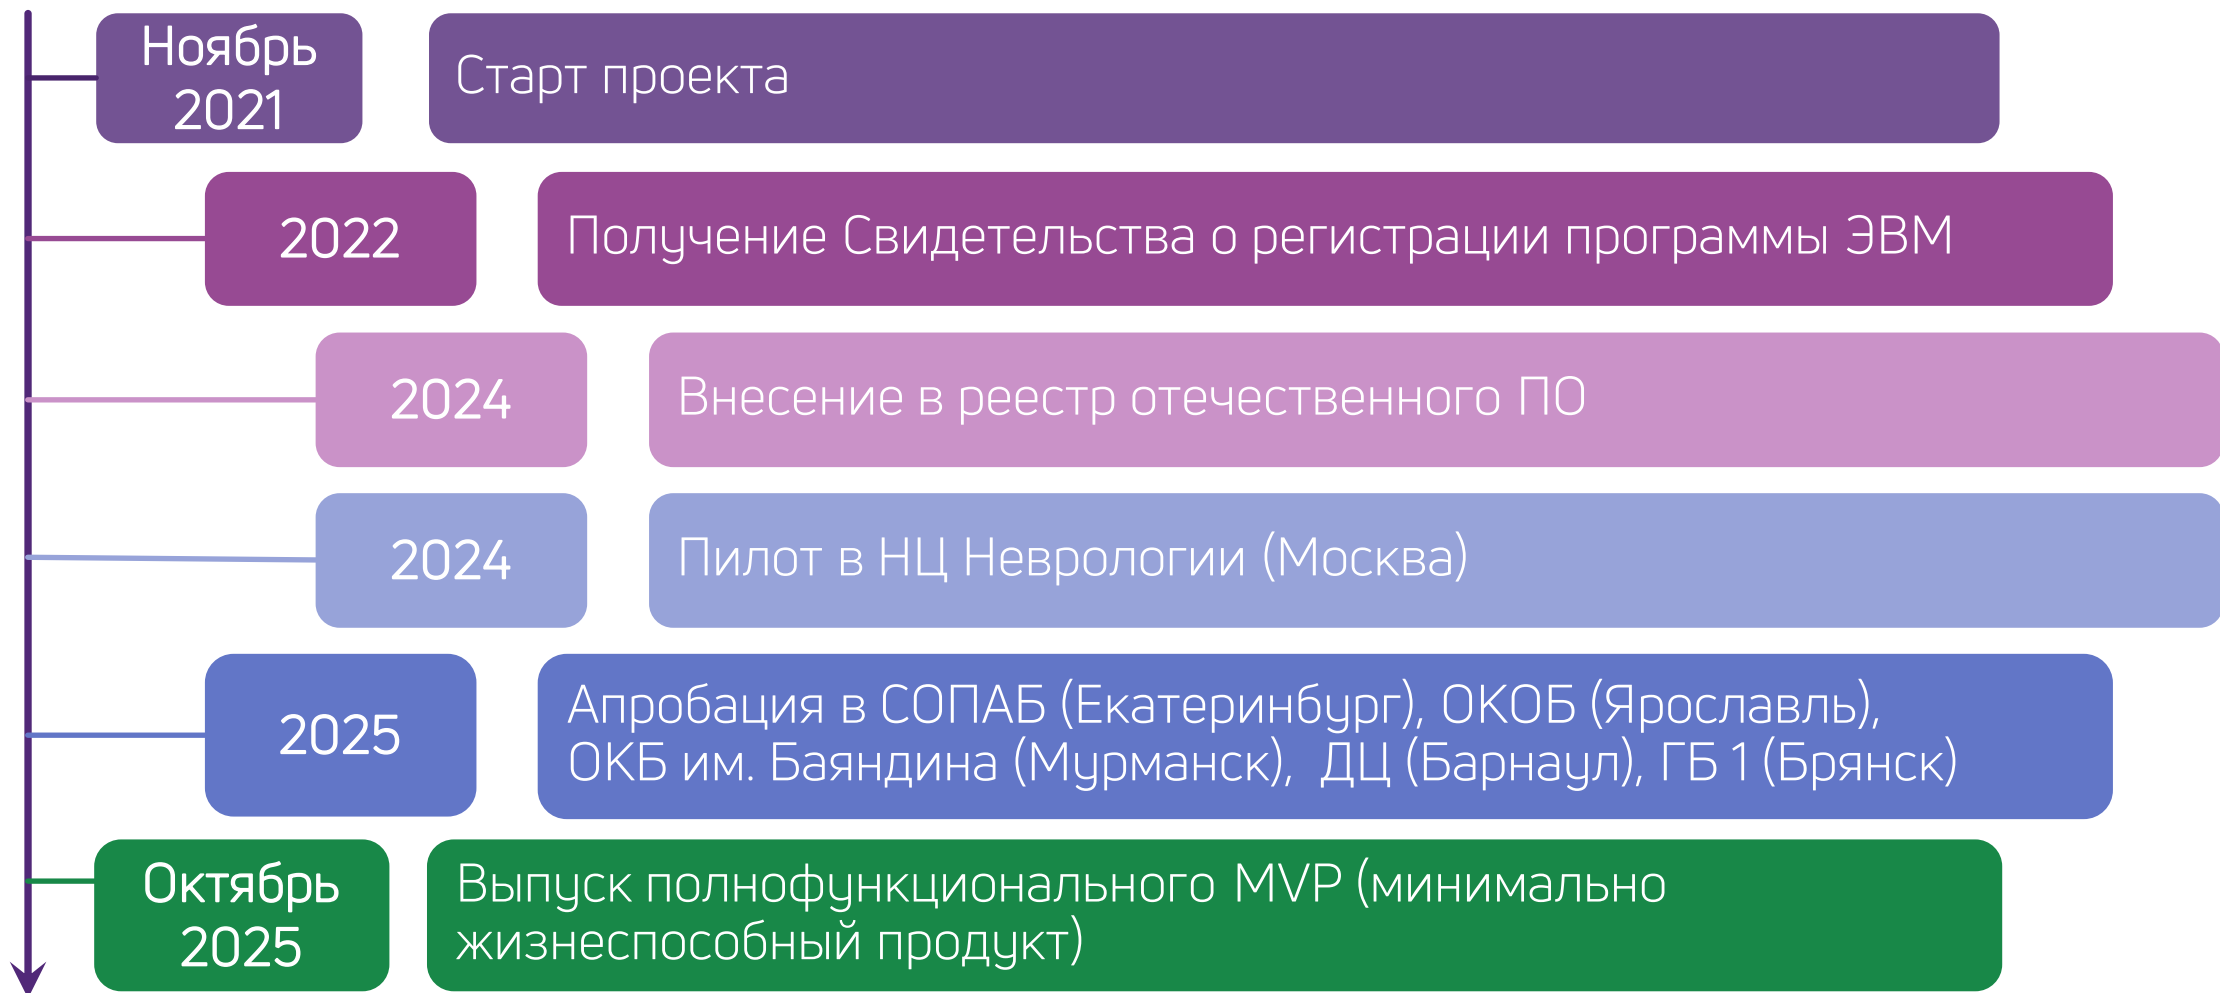 Ноябрь
2021
Старт проекта
2022
Получение Свидетельства о регистрации программы ЭВМ
2024
Внесение в реестр отечественного ПО
2024
Пилот в НЦ Неврологии (Москва)
2025
Апробация в СОПАБ (Екатеринбург), ОКОБ (Ярославль),
ОКБ им. Баяндина (Мурманск), ДЦ (Барнаул), ГБ 1 (Брянск)
Октябрь
2025
Выпуск полнофункционального MVP (минимально
жизнеспособный продукт)